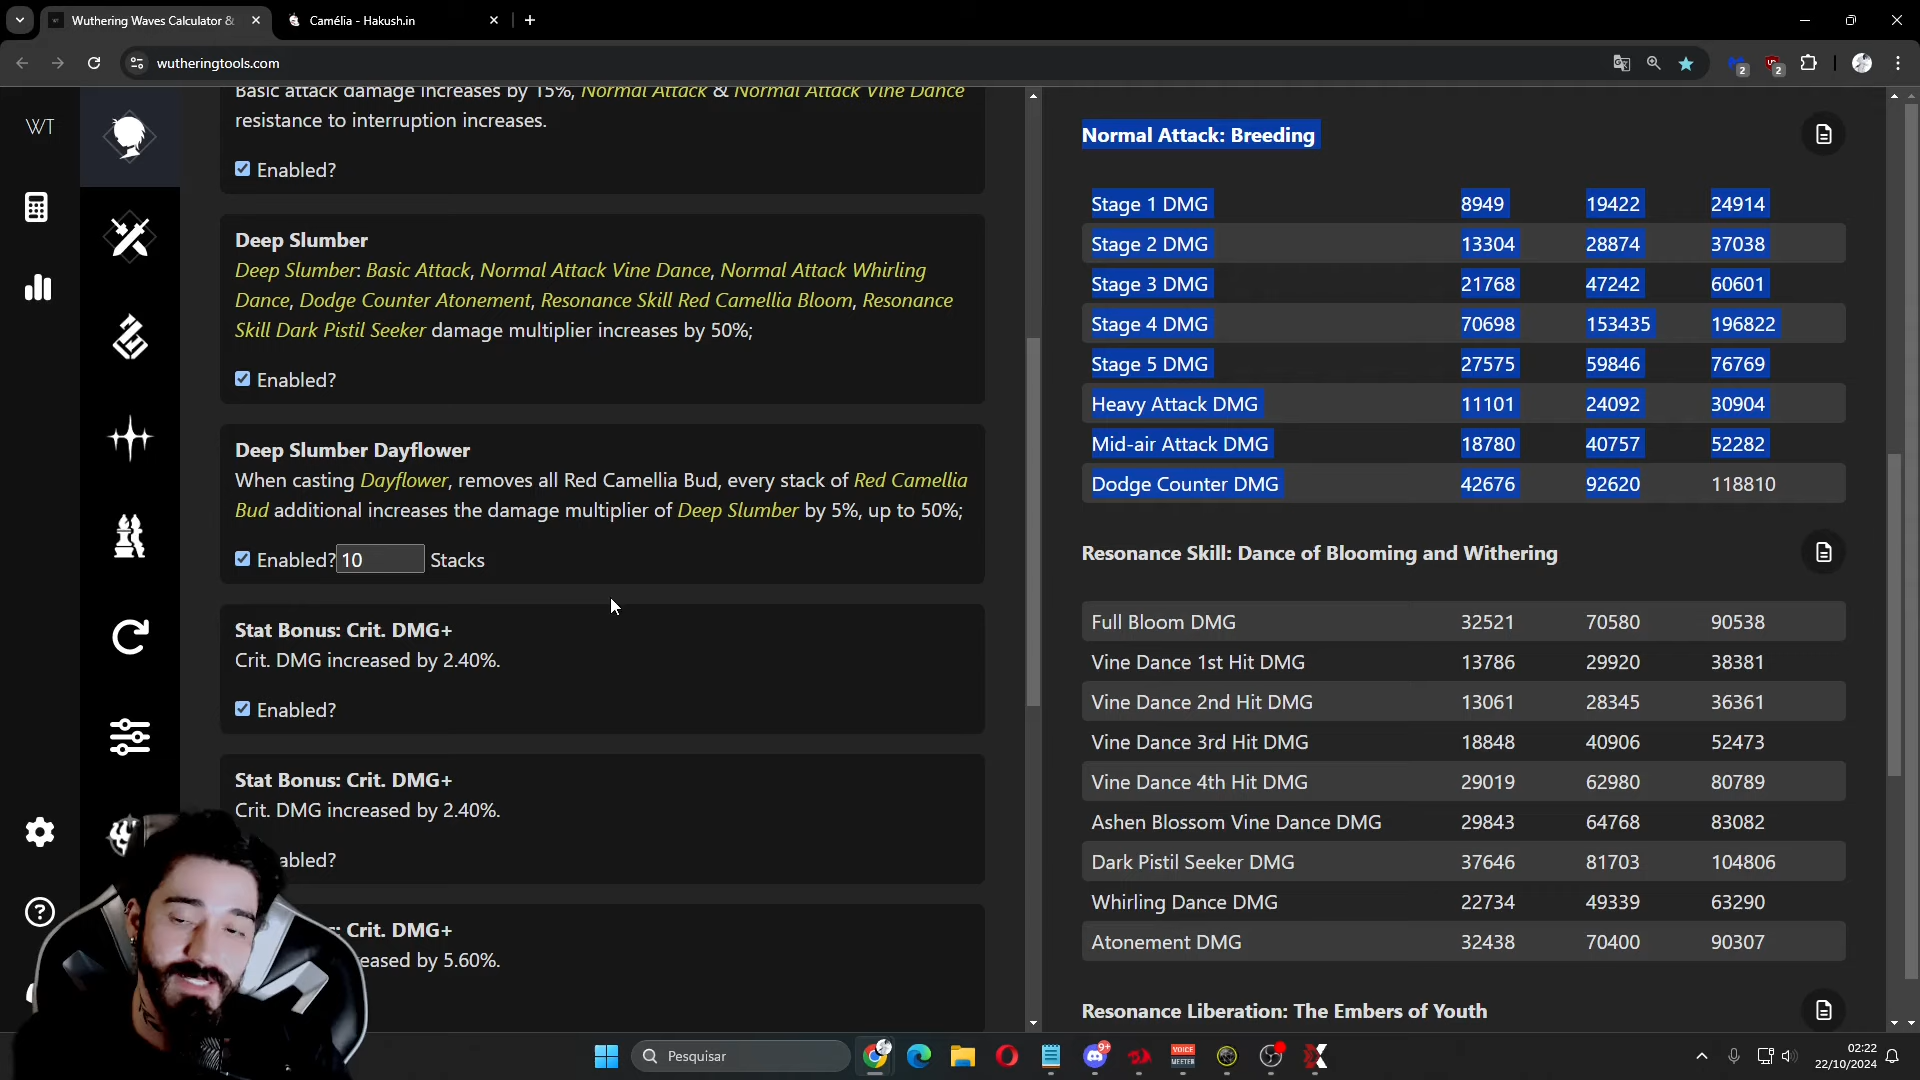 Wuthering Waves Calculator &
Camélia - Hakush.in
wutheringtools.com
2
2
WT
Basic attack damage increases by 15%, Normal Attack & Normal Attack Vine Dance
resistance to interruption increases.
Enabled?
Deep Slumber
Deep Slumber: Basic Attack, Normal Attack Vine Dance, Normal Attack Whirling
Dance, Dodge Counter Atonement, Resonance Skill Red Camellia Bloom, Resonance
Skill Dark Pistil Seeker damage multiplier increases by 50%;
Enabled?
Deep Slumber Dayflower
When casting Dayflower, removes all Red Camellia Bud, every stack of Red Camellia
Bud additional increases the damage multiplier of Deep Slumber by 5%, up to 50%;
Enabled? 10 Stacks
Stat Bonus: Crit. DMG+
Crit. DMG increased by 2.40%.
Enabled?
Stat Bonus: Crit. DMG+
Crit. DMG increased by 2.40%.
abled?
: Crit. DMG+
eased by 5.60%.
Normal Attack: Breeding
Stage 1 DMG 8949 19422 24914
Stage 2 DMG 13304 28874 37038
Stage 3 DMG 21768 47242 60601
Stage 4 DMG 70698 153435 196822
Stage 5 DMG 27575 59846 76769
Heavy Attack DMG 11101 24092 30904
Mid-air Attack DMG 18780 40757 52282
Dodge Counter DMG 42676 92620 118810
Resonance Skill: Dance of Blooming and Withering
Full Bloom DMG 32521 70580 90538
Vine Dance 1st Hit DMG 13786 29920 38381
Vine Dance 2nd Hit DMG 13061 28345 36361
Vine Dance 3rd Hit DMG 18848 40906 52473
Vine Dance 4th Hit DMG 29019 62980 80789
Ashen Blossom Vine Dance DMG 29843 64768 83082
Dark Pistil Seeker DMG 37646 81703 104806
Whirling Dance DMG 22734 49339 63290
Atonement DMG 32438 70400 90307
Resonance Liberation: The Embers of Youth
Pesquisar
9+
VOICE
MEETER
02:22
22/10/2024